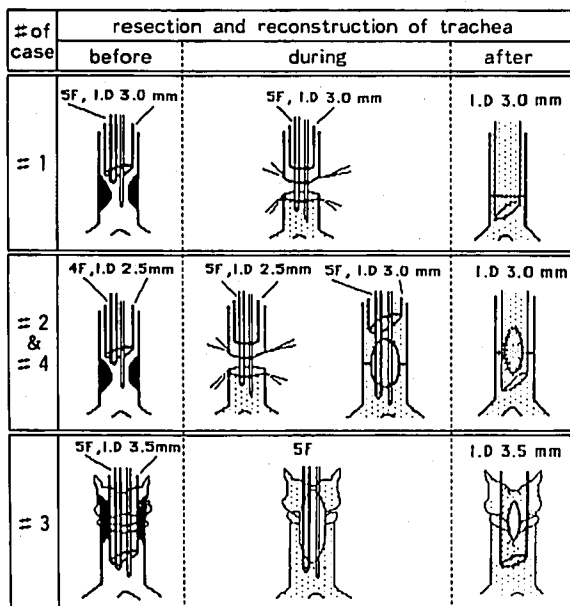 # of case
resection and reconstruction of trachea
before
during
after
# 1
5F, I.D 3.0 mm
5F, I.D 3.0 mm
I.D 3.0 mm
# 2 & # 4
4F, I.D 2.5mm
5F, I.D 2.5mm
5F, I.D 3.0 mm
I.D 3.0 mm
# 3
5F, I.D 3.5mm
5F
I.D 3.5 mm